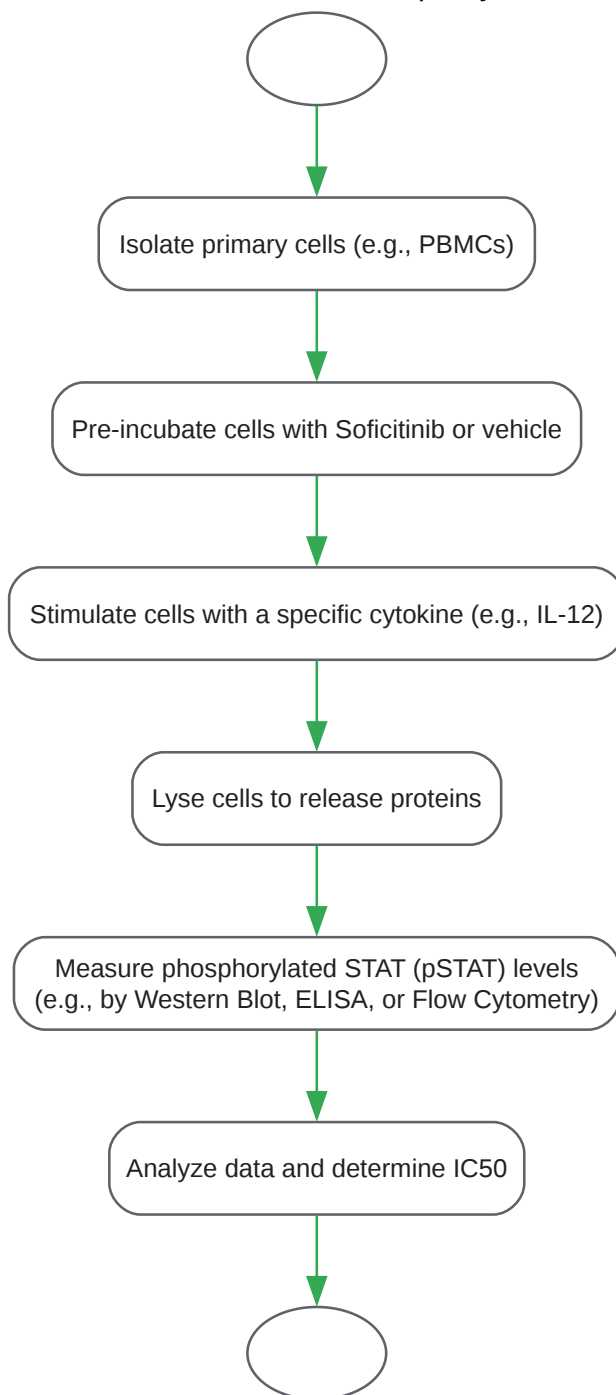 Isolate primary cells (e.g., PBMCs)
Pre-incubate cells with Soficitinib or vehicle
Stimulate cells with a specific cytokine (e.g., IL-12)
Lyse cells to release proteins
Measure phosphorylated STAT (pSTAT) levels
(e.g., by Western Blot, ELISA, or Flow Cytometry)
Analyze data and determine IC50